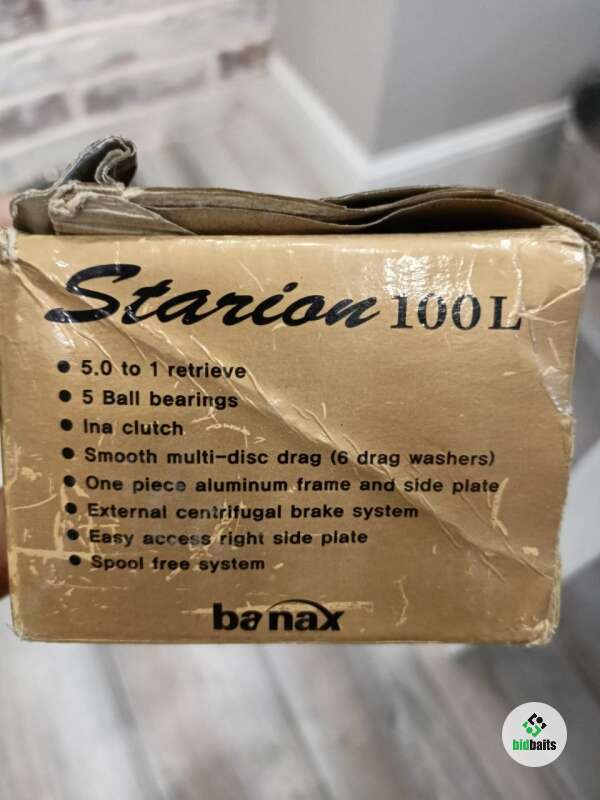 Starion 100L
• 5.0 to 1 retrieve
• 5 Ball bearings
• Ina clutch
• Smooth multi-disc drag (6 drag washers)
• One piece aluminum frame and side plate
• External centrifugal brake system
• Easy access right side plate
• Spool free system
banax
bidbaits